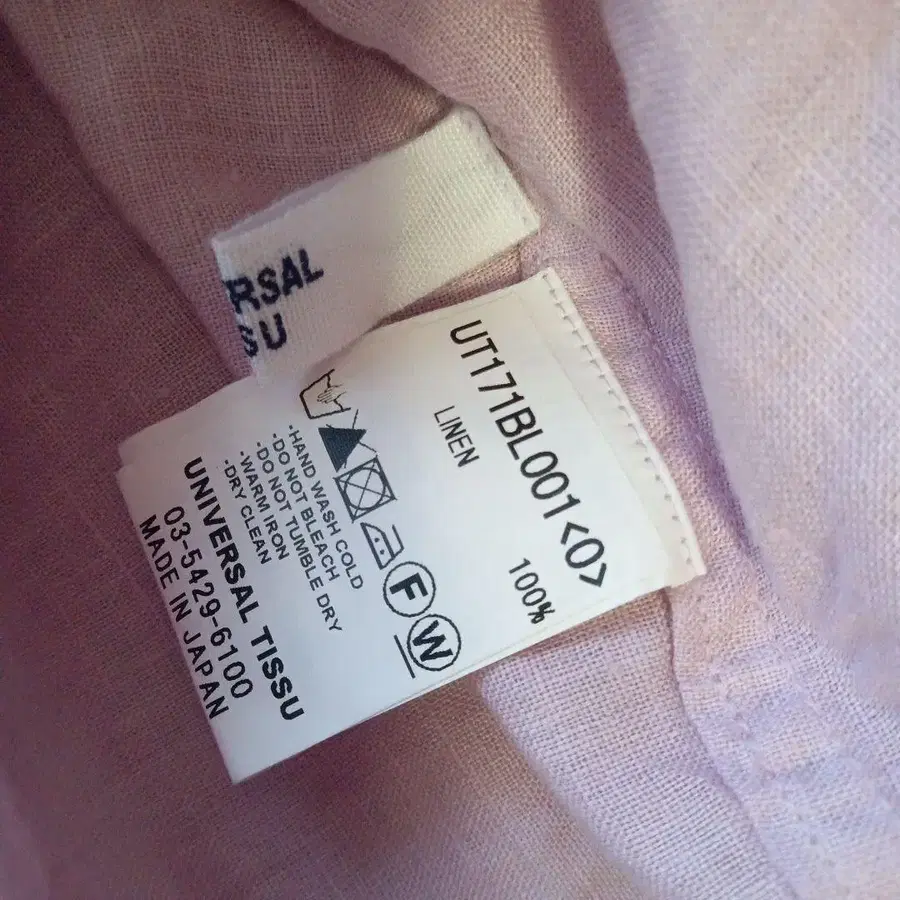 RSAL
SU
UT171BL001<0>
LINEN 100%
F
W
·HAND WASH COLD
·DO NOT BLEACH
·DO NOT TUMBLE DRY
·WARM IRON
·DRY CLEAN
UNIVERSAL TISSU
03-5429-6100
MADE IN JAPAN